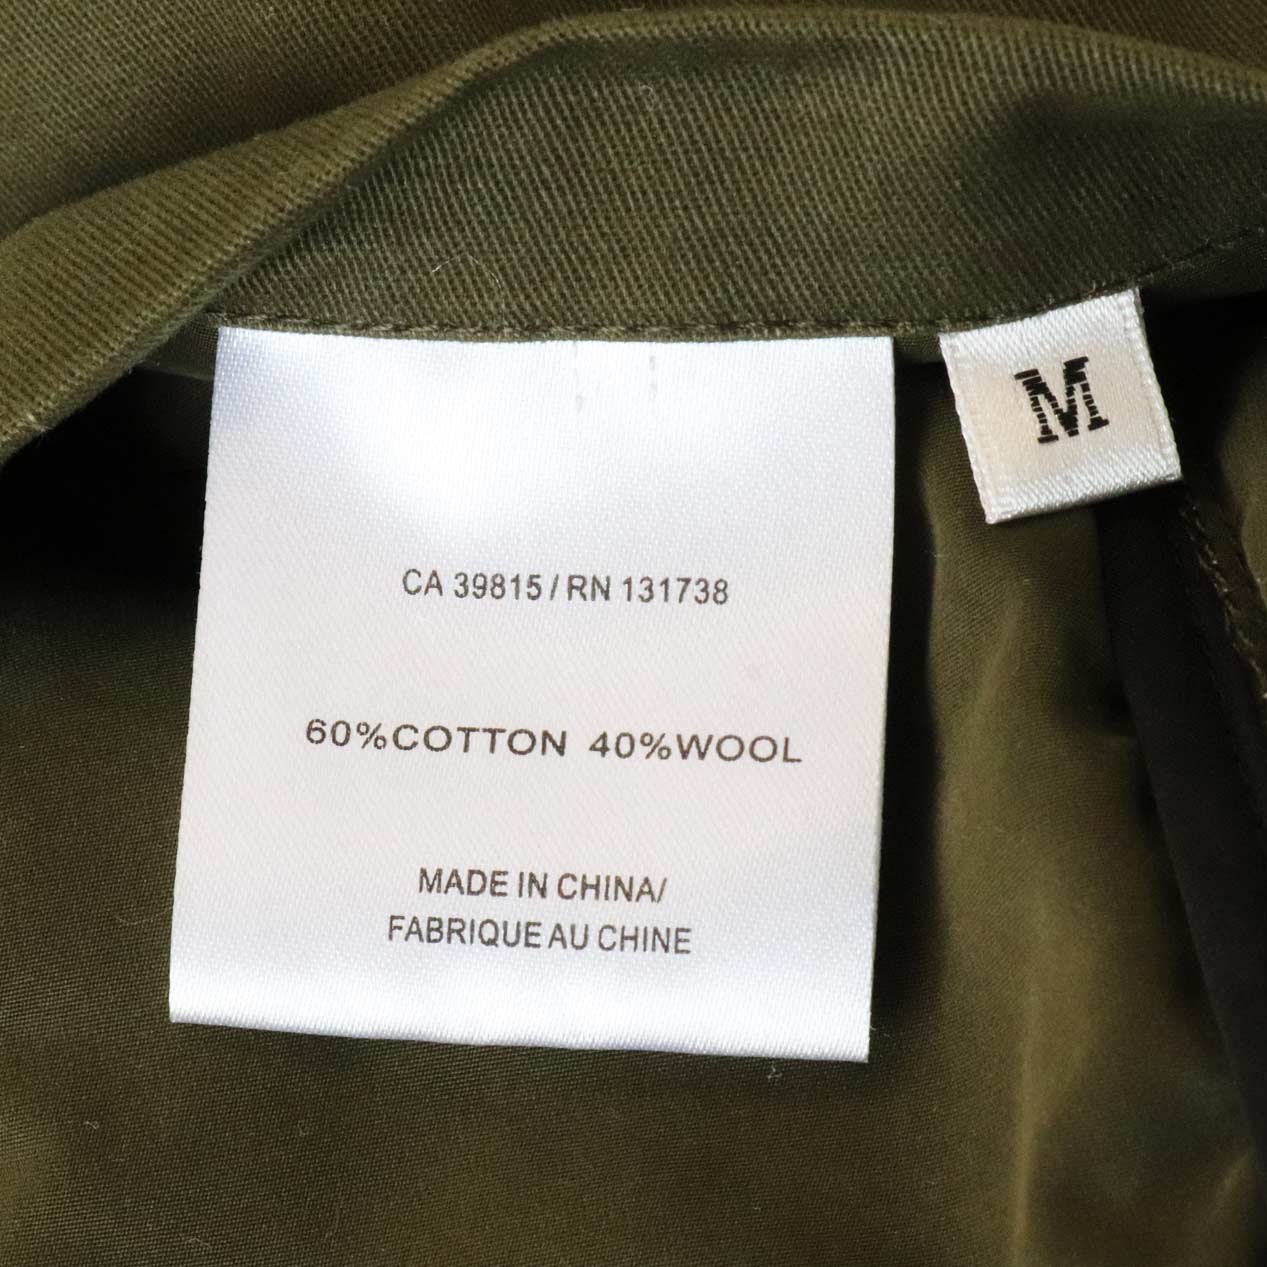 M
CA 39815 / RN 131738
60%COTTON 40%WOOL
MADE IN CHINA/
FABRIQUE AU CHINE